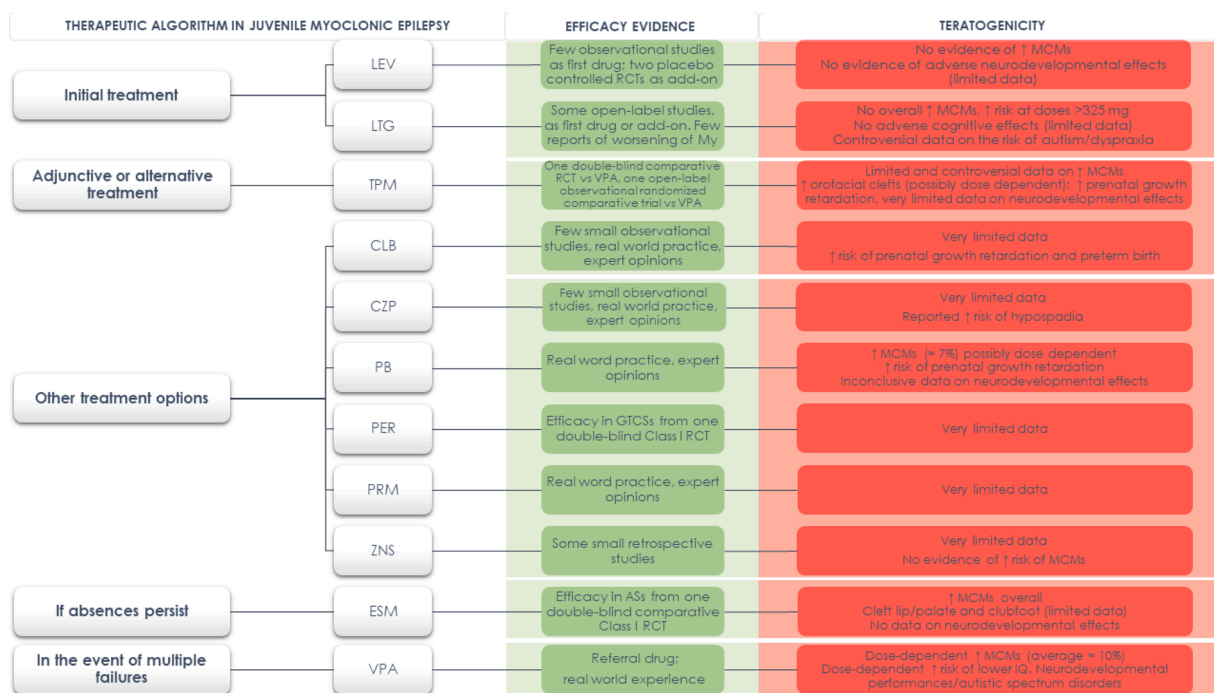 THERAPEUTIC ALGORITHM IN JUVENILE MYOCLONIC EPILEPSY
EFFICACY EVIDENCE
TERATOGENICITY
Initial treatment
LEV
Few observational studies
as first drug; two placebo
controlled RCTs as add-on
No evidence of ↑ MCMs
No evidence of adverse neurodevelopmental effects
(limited data)
LTG
Some open-label studies,
as first drug or add-on. Few
reports of worsening of My
No overall ↑ MCMs, ↑ risk at doses >325 mg
No adverse cognitive effects (limited data)
Controversial data on the risk of autism/dyspraxia
Adjunctive or alternative
treatment
TPM
One double-blind comparative
RCT vs VPA, one open-label
observational randomized
comparative trial vs VPA
Limited and controversial data on ↑ MCMs
↑ orofacial clefts (possibly dose dependent); ↑ prenatal growth
retardation, very limited data on neurodevelopmental effects
Other treatment options
CLB
Few small observational
studies, real world practice,
expert opinions
Very limited data
↑ risk of prenatal growth retardation and preterm birth
CZP
Few small observational
studies, real world practice,
expert opinions
Very limited data
Reported ↑ risk of hypospadia
PB
Real word practice, expert
opinions
↑ MCMs (≈ 7%) possibly dose dependent
↑ risk of prenatal growth retardation
Inconclusive data on neurodevelopmental effects
PER
Efficacy in GTCSs from one
double-blind Class I RCT
Very limited data
PRM
Real word practice, expert
opinions
Very limited data
ZNS
Some small retrospective
studies
Very limited data
No evidence of ↑ risk of MCMs
If absences persist
ESM
Efficacy in ASs from one
double-blind comparative
Class I RCT
↑ MCMs overall
Cleft lip/palate and clubfoot (limited data)
No data on neurodevelopmental effects
In the event of multiple
failures
VPA
Referral drug;
real world experience
Dose-dependent ↑ MCMs (average ≈ 10%)
Dose-dependent ↑ risk of lower IQ. Neurodevelopmental
performances/autistic spectrum disorders